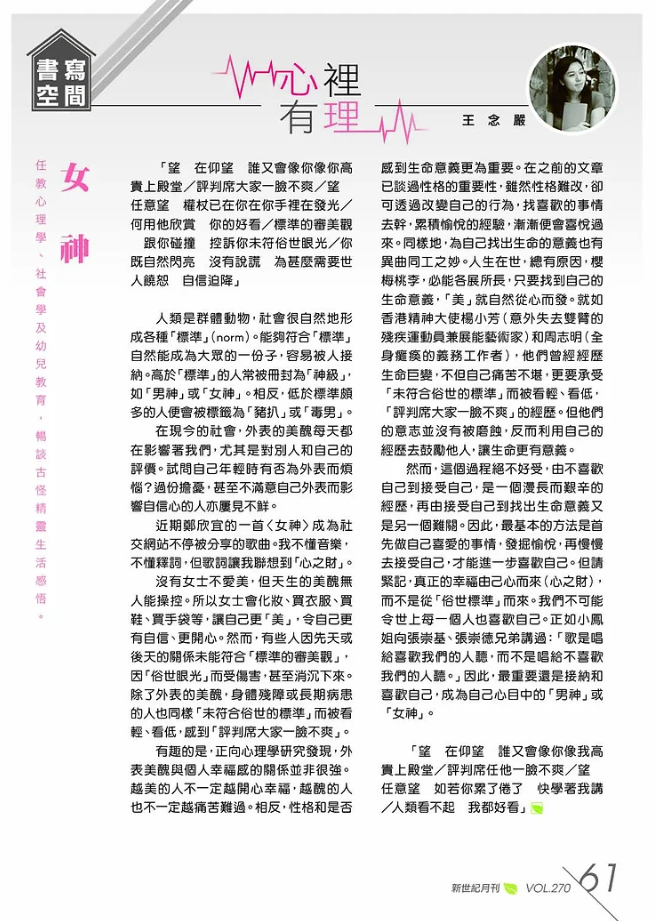 書寫
空間
心裡
有理
王念嚴
女神
任教心理學、社會學及幼兒教育，暢談古怪精靈生活感悟。
「望　在仰望　誰又會像你像你高
貴上殿堂／評判席大家一臉不爽／望
任意望　權杖已在你在你手裡在發光／
何用他欣賞　你的好看／標準的審美觀
　跟你碰撞　控訴你未符俗世眼光／你
既自然閃亮　沒有說謊　為甚麼需要世
人饒恕　自信迫降」
人類是群體動物，社會很自然地形
成各種「標準」（norm）。能夠符合「標準」
自然能成為大眾的一份子，容易被人接
納。高於「標準」的人常被冊封為「神級」，
如「男神」或「女神」。相反，低於標準頗
多的人便會被標籤為「豬扒」或「毒男」。
在現今的社會，外表的美醜每天都
在影響著我們，尤其是對別人和自己的
評價。試問自己年輕時有否為外表而煩
惱？過份擔憂，甚至不滿意自己外表而影
響自信心的人亦屢見不鮮。
近期鄭欣宜的一首〈女神〉成為社
交網站不停被分享的歌曲。我不懂音樂，
不懂釋詞，但歌詞讓我聯想到「心之財」。
沒有女士不愛美，但天生的美醜無
人能操控。所以女士會化妝、買衣服、買
鞋、買手袋等，讓自己更「美」，令自己更
有自信、更開心。然而，有些人因先天或
後天的關係未能符合「標準的審美觀」，
因「俗世眼光」而受傷害，甚至消沉下來。
除了外表的美醜，身體殘障或長期病患
的人也同樣「未符合俗世的標準」而被看
輕、看低，感到「評判席大家一臉不爽」。
有趣的是，正向心理學研究發現，外
表美醜與個人幸福感的關係並非很強。
越美的人不一定越開心幸福，越醜的人
也不一定越痛苦難過。相反，性格和是否
感到生命意義更為重要。在之前的文章
已談過性格的重要性，雖然性格難改，卻
可透過改變自己的行為，找喜歡的事情
去幹，累積愉悅的經驗，漸漸便會喜悅過
來。同樣地，為自己找出生命的意義也有
異曲同工之妙。人生在世，總有原因，櫻
梅桃李，必能各展所長，只要找到自己的
生命意義，「美」就自然從心而發。就如
香港精神大使楊小芳（意外失去雙臂的
殘疾運動員兼展能藝術家）和周志明（全
身癱瘓的義務工作者），他們曾經經歷
生命巨變，不但自己痛苦不堪，更要承受
「未符合俗世的標準」而被看輕、看低，
「評判席大家一臉不爽」的經歷。但他們
的意志並沒有被磨蝕，反而利用自己的
經歷去鼓勵他人，讓生命更有意義。
然而，這個過程絕不好受，由不喜歡
自己到接受自己，是一個漫長而艱辛的
經歷，再由接受自己到找出生命意義又
是另一個難關。因此，最基本的方法是首
先做自己喜愛的事情，發掘愉悅，再慢慢
去接受自己，才能進一步喜歡自己。但請
緊記，真正的幸福由己心而來（心之財），
而不是從「俗世標準」而來。我們不可能
令世上每一個人也喜歡自己。正如小鳳
姐向張崇基、張崇德兄弟講過：「歌是唱
給喜歡我們的人聽，而不是唱給不喜歡
我們的人聽。」因此，最重要還是接納和
喜歡自己，成為自己心目中的「男神」或
「女神」。
「望　在仰望　誰又會像你像我高
貴上殿堂／評判席任他一臉不爽／望
任意望　如若你累了倦了　快學著我講
／人類看不起　我都好看」
新世紀月刊 VOL.270 61